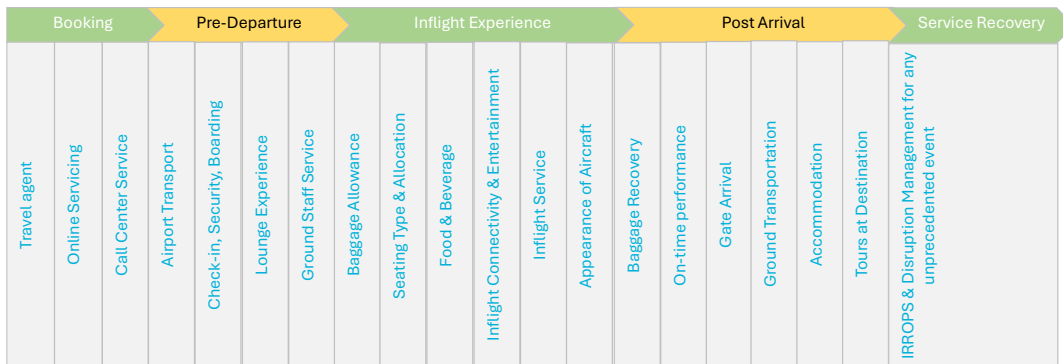 Booking
Pre-Departure
Inflight Experience
Post Arrival
Service Recovery
Travel agent
Online Servicing
Call Center Service
Airport Transport
Check-in, Security, Boarding
Lounge Experience
Ground Staff Service
Baggage Allowance
Seating Type & Allocation
Food & Beverage
Inflight Connectivity & Entertainment
Inflight Service
Appearance of Aircraft
Baggage Recovery
On-time performance
Gate Arrival
Ground Transportation
Accommodation
Tours at Destination
IRROPS & Disruption Management for any
unprecedented event